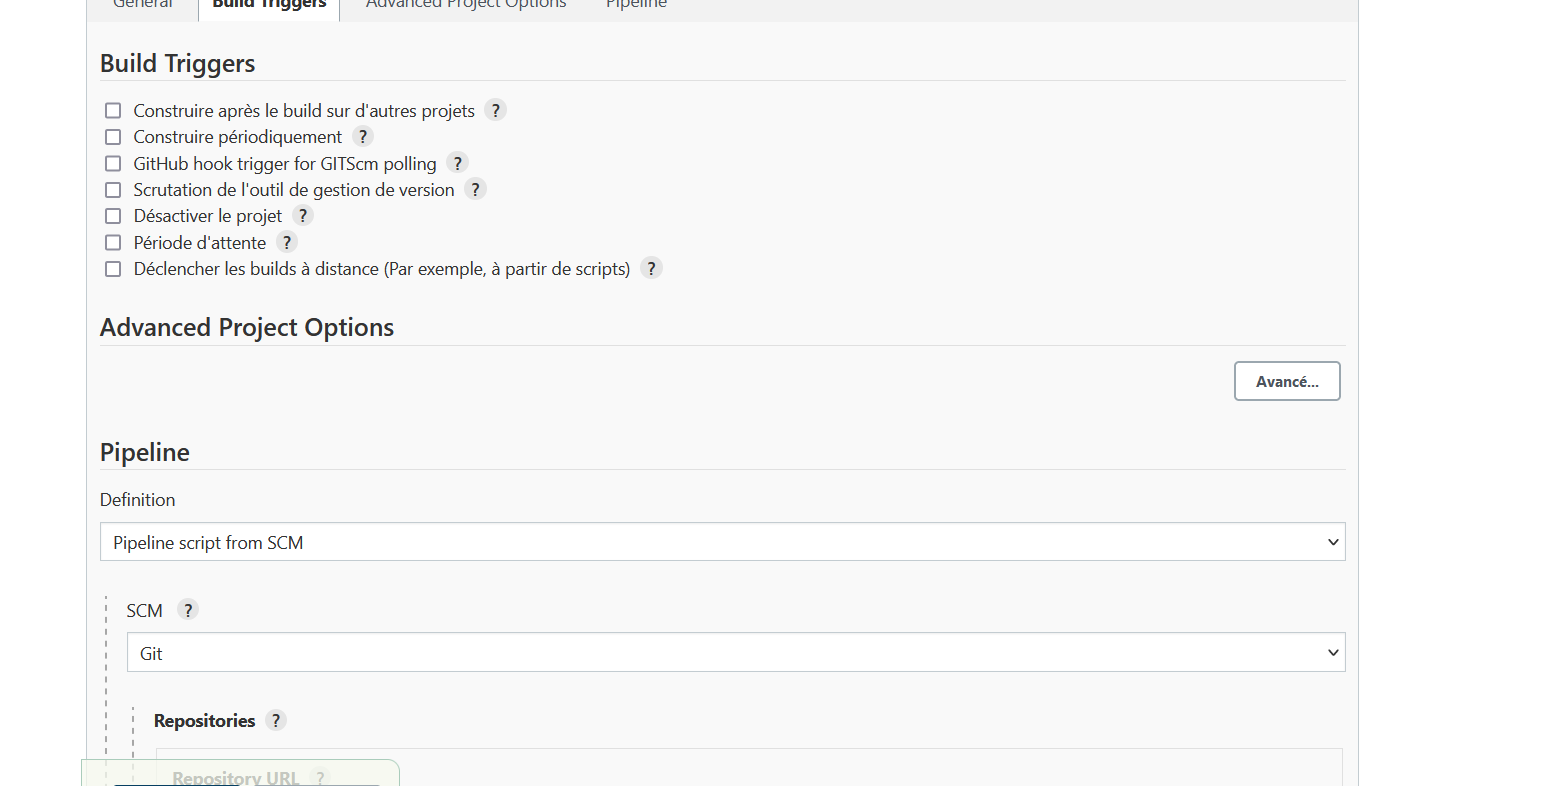 General Build Triggers Advanced Project Options Pipeline
Build Triggers
Construire après le build sur d'autres projets ?
Construire périodiquement ?
GitHub hook trigger for GITScm polling ?
Scrutation de l'outil de gestion de version ?
Désactiver le projet ?
Période d'attente ?
Déclencher les builds à distance (Par exemple, à partir de scripts) ?
Advanced Project Options
Avancé...
Pipeline
Definition
Pipeline script from SCM
SCM ?
Git
Repositories ?
Repository URL ?